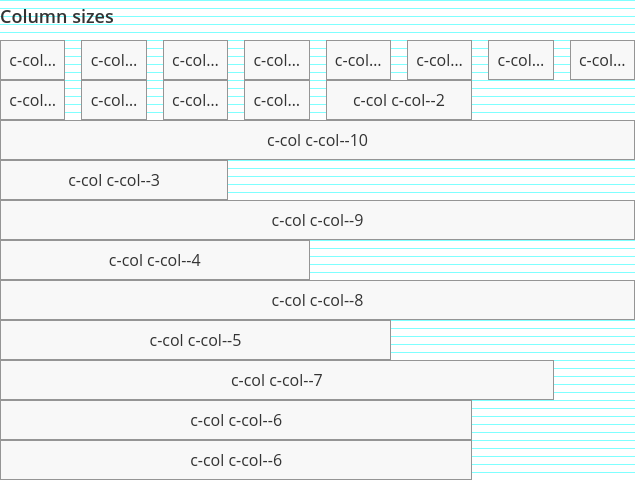 Column sizes
c-col... c-col... c-col... c-col... c-col... c-col... c-col... c-col...
c-col... c-col... c-col... c-col... c-col c-col--2
c-col c-col--10
c-col c-col--3
c-col c-col--9
c-col c-col--4
c-col c-col--8
c-col c-col--5
c-col c-col--7
c-col c-col--6
c-col c-col--6